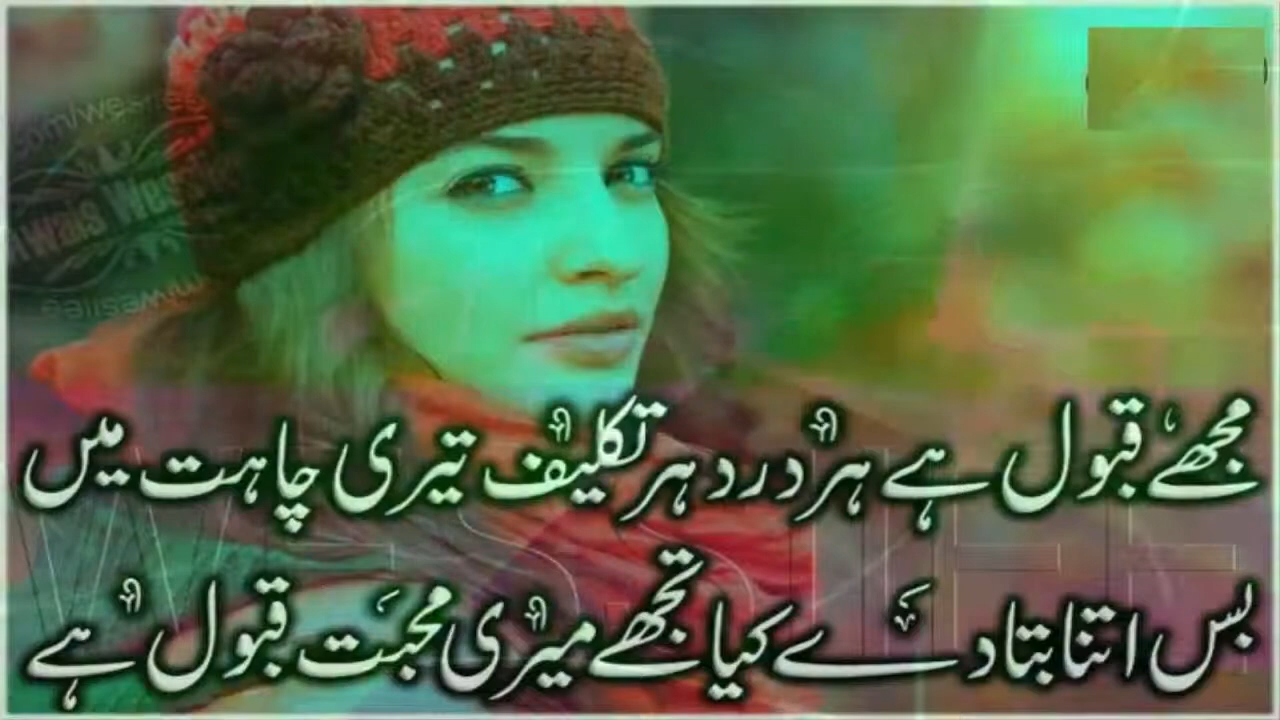 مجھے قبول ہے ہر درد ہر تکلیف تیری چاہت میں
بس اتنا بتا دے کیا تجھے میری محبت قبول ہے